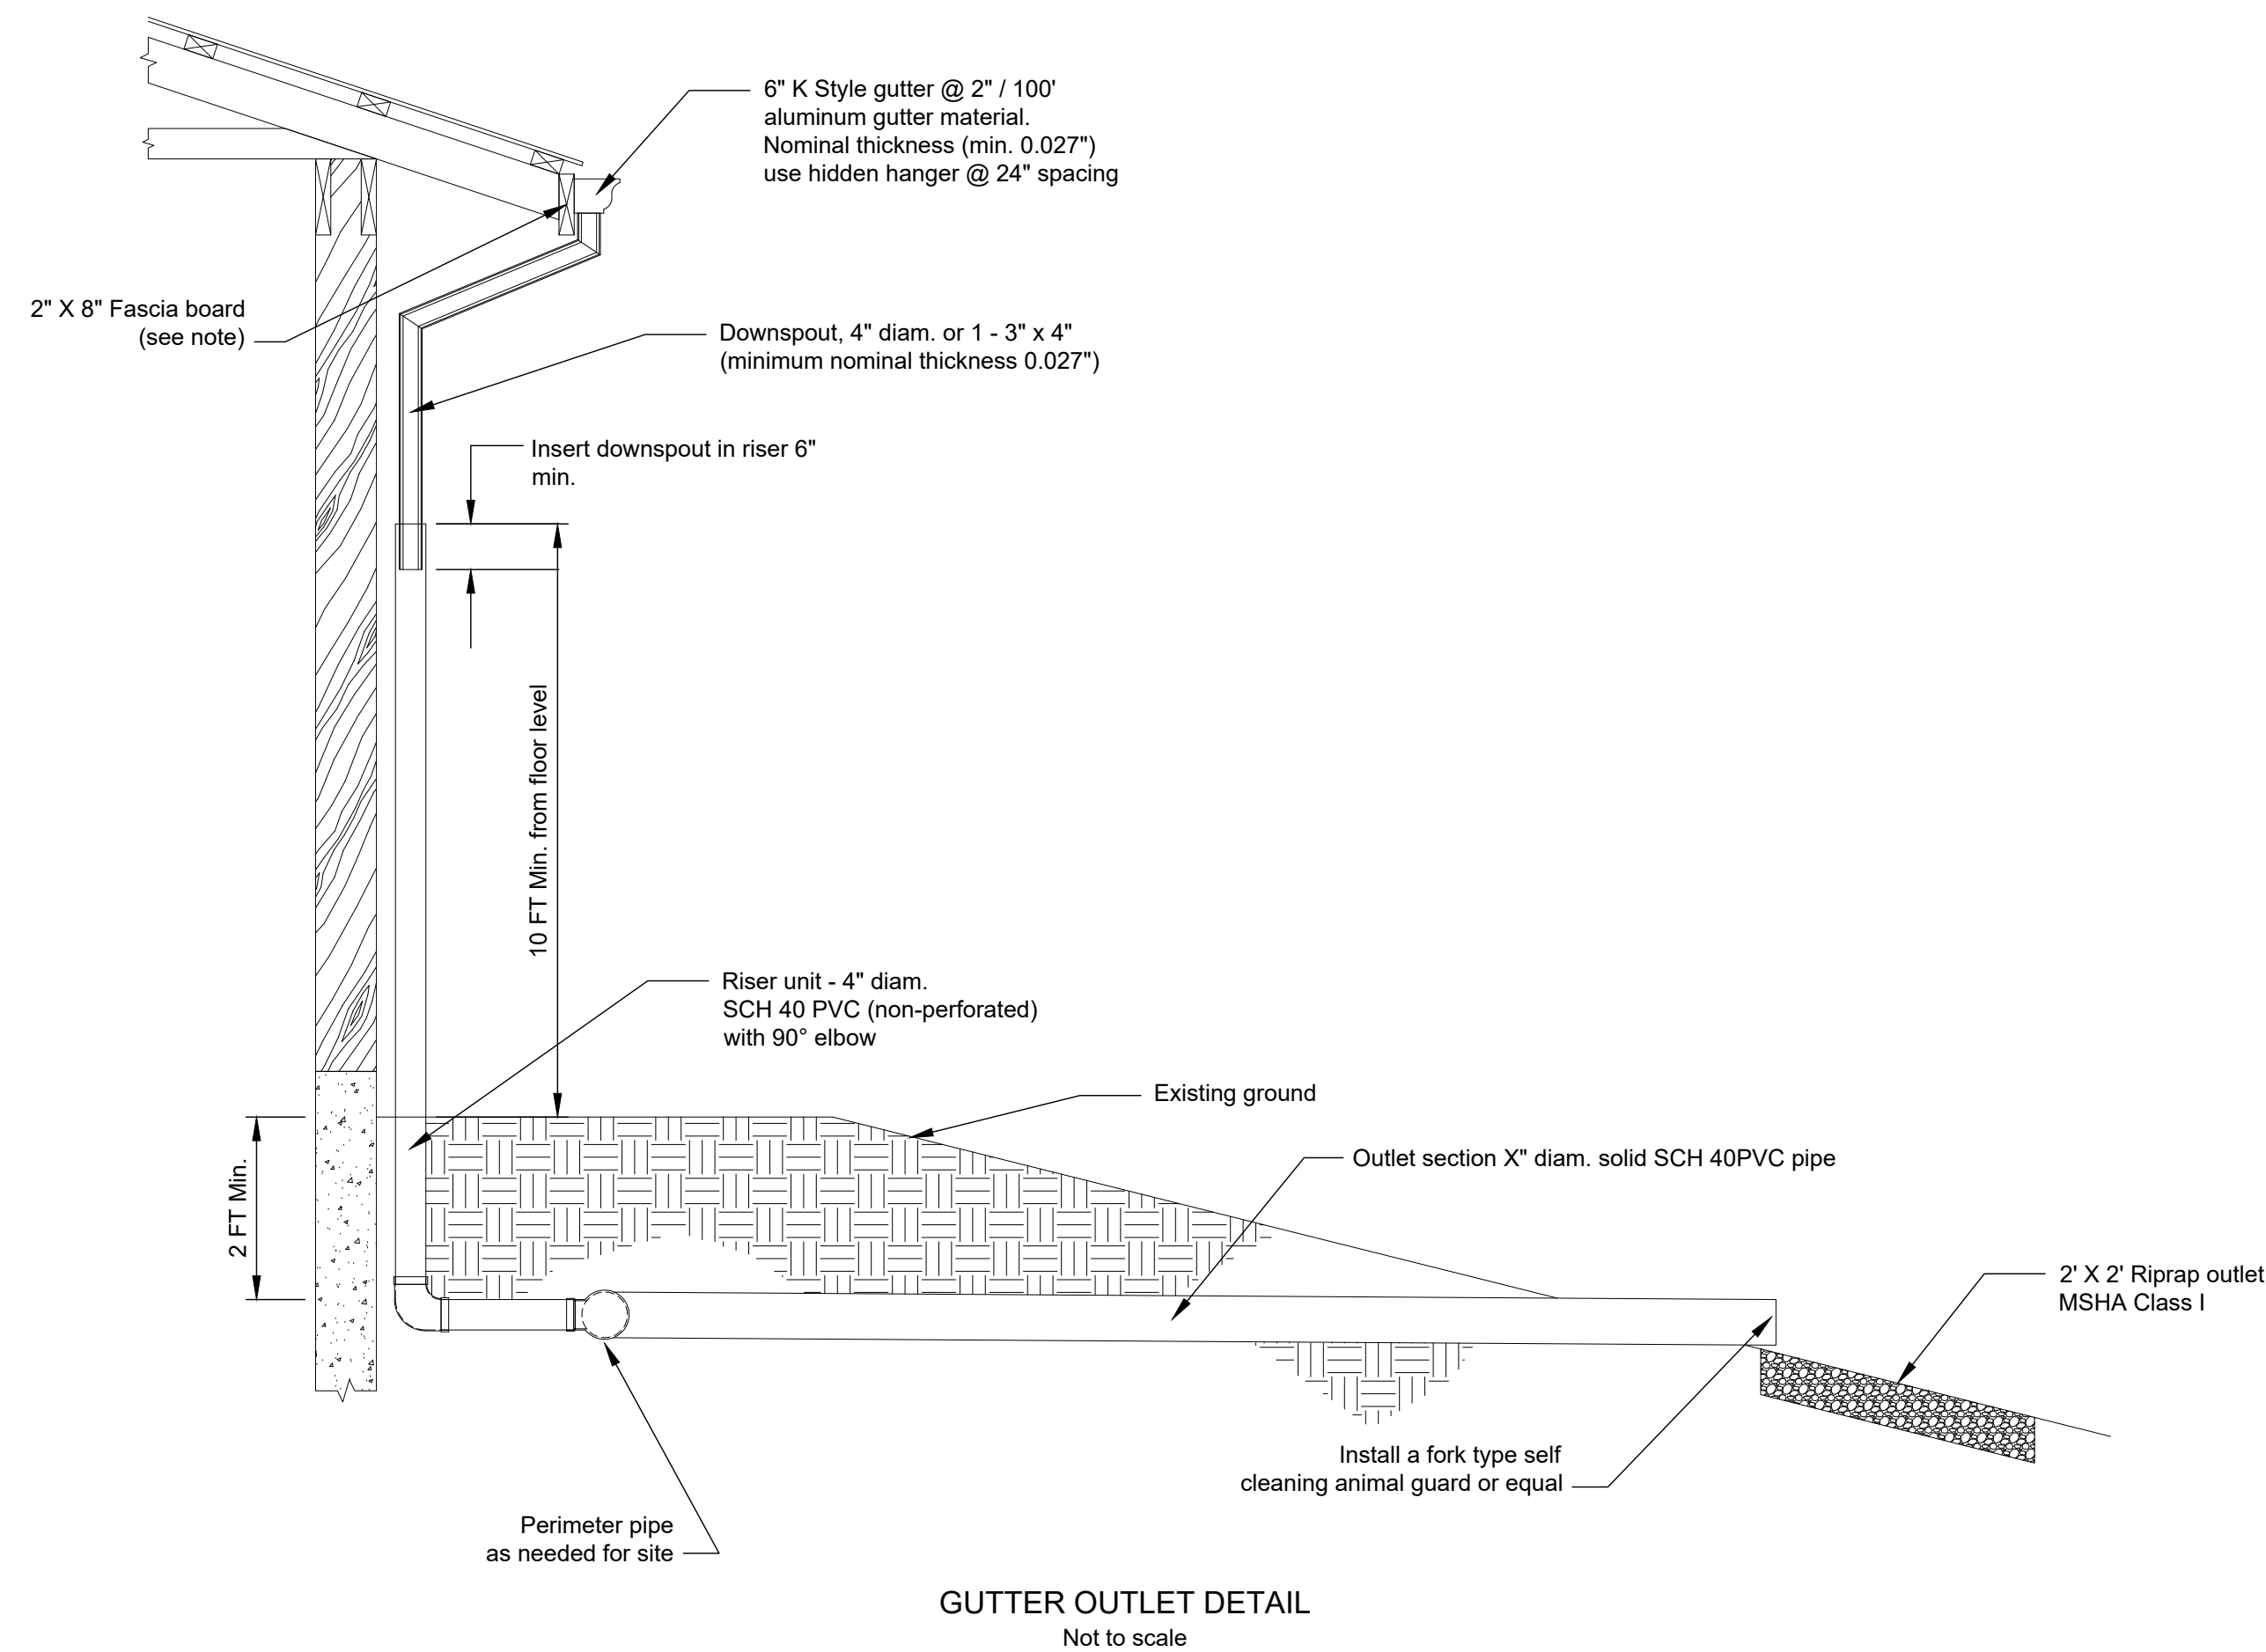 6" K Style gutter @ 2" / 100'
aluminum gutter material.
Nominal thickness (min. 0.027")
use hidden hanger @ 24" spacing
2" X 8" Fascia board
(see note)
Downspout, 4" diam. or 1 - 3" x 4"
(minimum nominal thickness 0.027")
Insert downspout in riser 6"
min.
10 FT Min. from floor level
Riser unit - 4" diam.
SCH 40 PVC (non-perforated)
with 90° elbow
Existing ground
Outlet section X" diam. solid SCH 40PVC pipe
2 FT Min.
2' X 2' Riprap outlet
MSHA Class I
Install a fork type self
cleaning animal guard or equal
Perimeter pipe
as needed for site
GUTTER OUTLET DETAIL
Not to scale